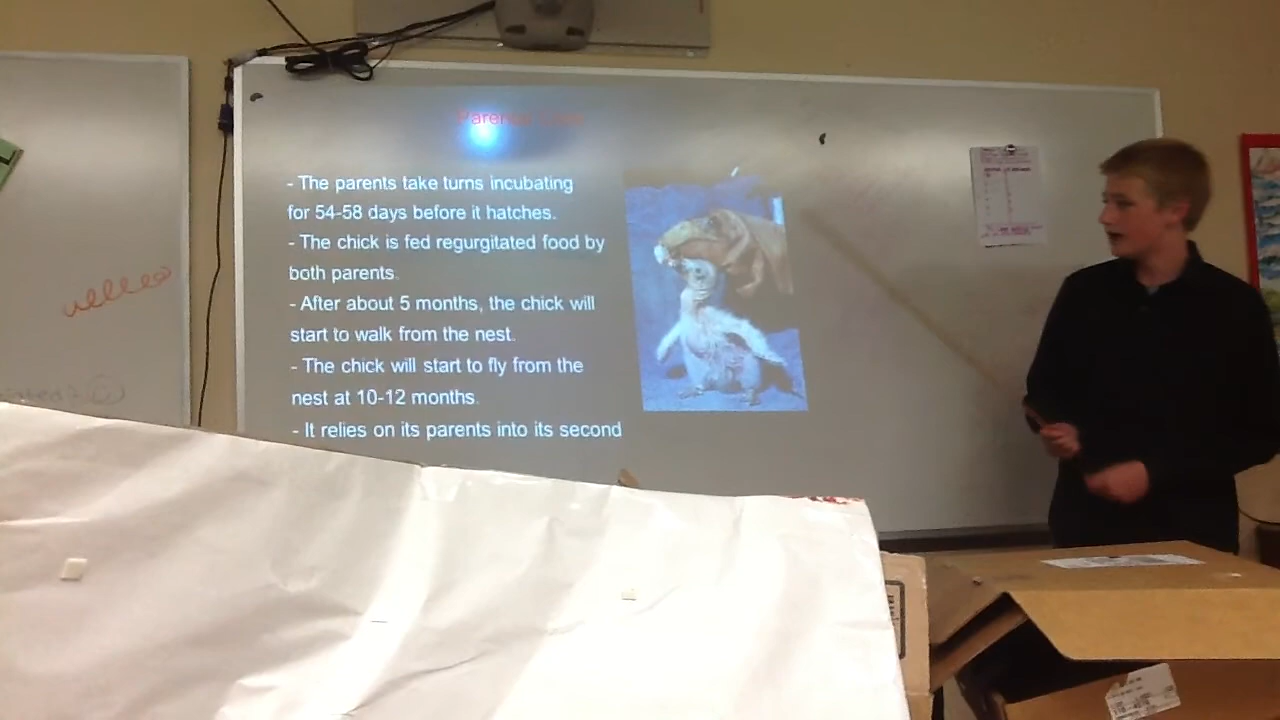 - The parents take turns incubating
for 54-58 days before it hatches.
- The chick is fed regurgitated food by
both parents.
- After about 5 months, the chick will
start to walk from the nest.
- The chick will start to fly from the
nest at 10-12 months.
- It relies on its parents into its second